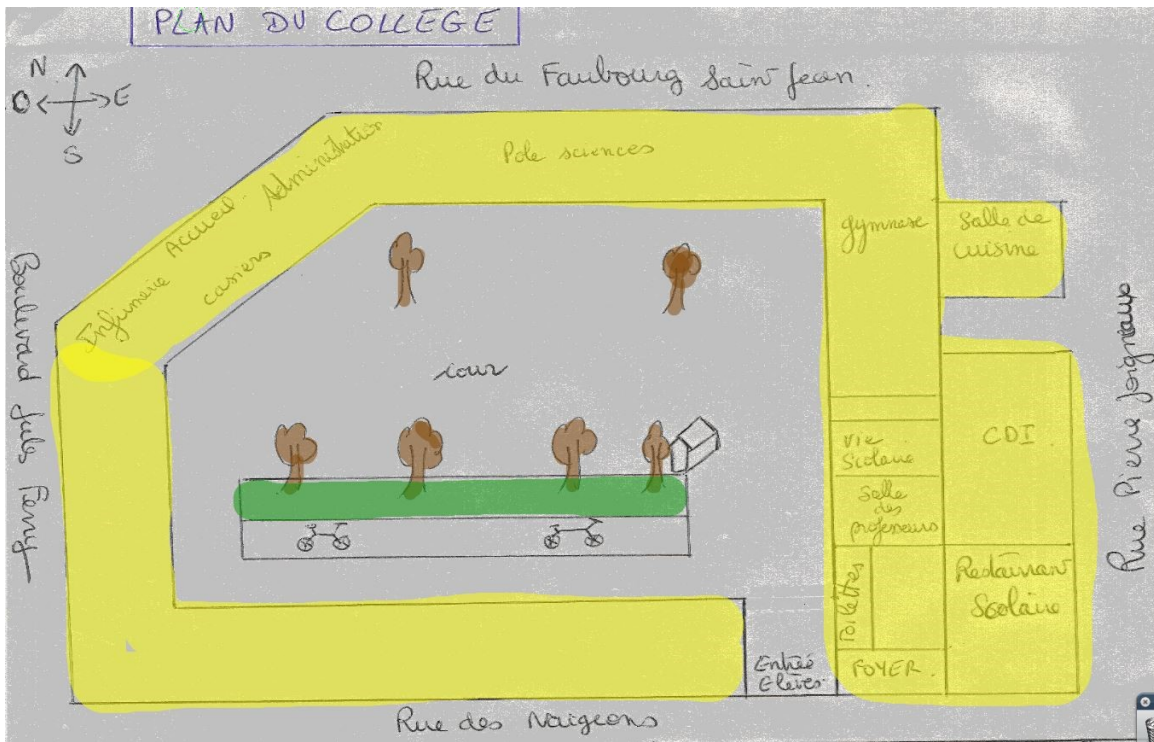 PLAN DU COLLEGE
N
O
E
S
Rue du Faubourg Saint Jean.
Administration
Accueil.
Infirmerie
casiers
Pole sciences
gymnase
Salle de
cuisine
Boulevard Jules Ferry
cour
Vie
Scolaire
CDI
Salle
des
professeurs
Rue Pierre Joigneaux
Toilettes
Restaurant
Scolaire
Entrée
Elèves
FOYER.
Rue des Naigeons